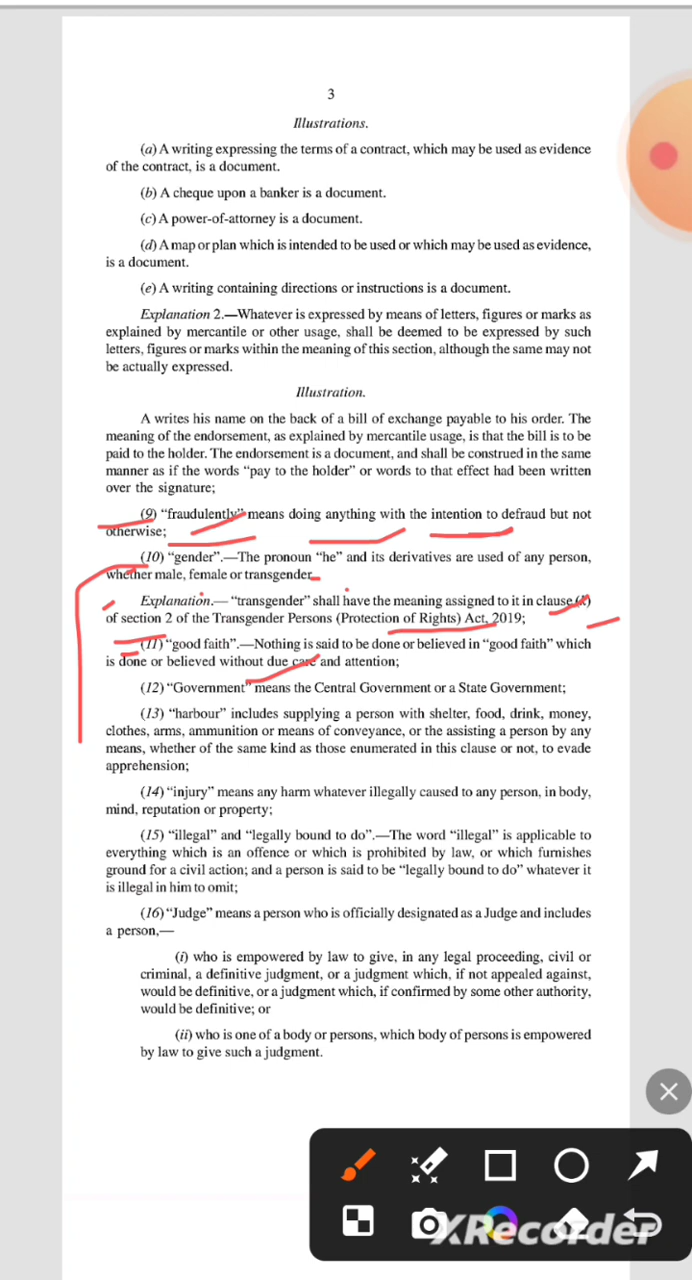 3
Illustrations.
(a) A writing expressing the terms of a contract, which may be used as evidence
of the contract, is a document.
(b) A cheque upon a banker is a document.
(c) A power-of-attorney is a document.
(d) A map or plan which is intended to be used or which may be used as evidence,
is a document.
(e) A writing containing directions or instructions is a document.
Explanation 2.—Whatever is expressed by means of letters, figures or marks as
explained by mercantile or other usage, shall be deemed to be expressed by such
letters, figures or marks within the meaning of this section, although the same may not
be actually expressed.
Illustration.
A writes his name on the back of a bill of exchange payable to his order. The
meaning of the endorsement, as explained by mercantile usage, is that the bill is to be
paid to the holder. The endorsement is a document, and shall be construed in the same
manner as if the words “pay to the holder” or words to that effect had been written
over the signature;
(9) “fraudulently” means doing anything with the intention to defraud but not
otherwise;
(10) “gender”.—The pronoun “he” and its derivatives are used of any person,
whether male, female or transgender.
Explanation.— “transgender” shall have the meaning assigned to it in clause (k)
of section 2 of the Transgender Persons (Protection of Rights) Act, 2019;
(11) “good faith”.—Nothing is said to be done or believed in “good faith” which
is done or believed without due care and attention;
(12) “Government” means the Central Government or a State Government;
(13) “harbour” includes supplying a person with shelter, food, drink, money,
clothes, arms, ammunition or means of conveyance, or the assisting a person by any
means, whether of the same kind as those enumerated in this clause or not, to evade
apprehension;
(14) “injury” means any harm whatever illegally caused to any person, in body,
mind, reputation or property;
(15) “illegal” and “legally bound to do”.—The word “illegal” is applicable to
everything which is an offence or which is prohibited by law, or which furnishes
ground for a civil action; and a person is said to be “legally bound to do” whatever it
is illegal in him to omit;
(16) “Judge” means a person who is officially designated as a Judge and includes
a person,—
(i) who is empowered by law to give, in any legal proceeding, civil or
criminal, a definitive judgment, or a judgment which, if not appealed against,
would be definitive, or a judgment which, if confirmed by some other authority,
would be definitive; or
(ii) who is one of a body or persons, which body of persons is empowered
by law to give such a judgment.
XRecorder